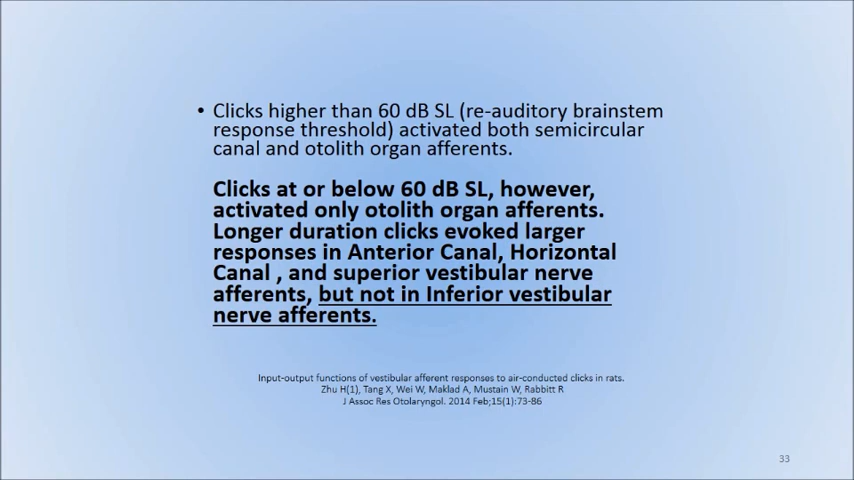 • Clicks higher than 60 dB SL (re-auditory brainstem
response threshold) activated both semicircular
canal and otolith organ afferents.
Clicks at or below 60 dB SL, however,
activated only otolith organ afferents.
Longer duration clicks evoked larger
responses in Anterior Canal, Horizontal
Canal , and superior vestibular nerve
afferents, but not in Inferior vestibular
nerve afferents.
Input-output functions of vestibular afferent responses to air-conducted clicks in rats.
Zhu H(1), Tang X, Wei W, Maklad A, Mustain W, Rabbitt R
J Assoc Res Otolaryngol. 2014 Feb;15(1):73-86
33